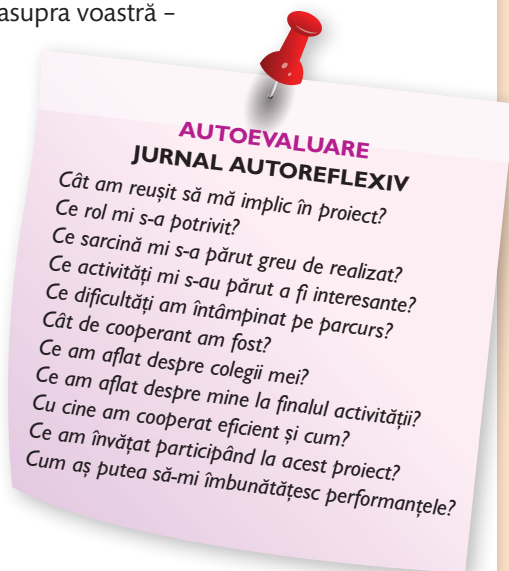 asupra voastră –
AUTOEVALUARE
JURNAL AUTOREFLEXIV
Cât am reușit să mă implic în proiect?
Ce rol mi s-a potrivit?
Ce sarcină mi s-a părut greu de realizat?
Ce activități mi s-au părut a fi interesante?
Ce dificultăți am întâmpinat pe parcurs?
Cât de cooperant am fost?
Ce am aflat despre colegii mei?
Ce am aflat despre mine la finalul activității?
Cu cine am cooperat eficient și cum?
Ce am învățat participând la acest proiect?
Cum aș putea să-mi îmbunătățesc performanțele?